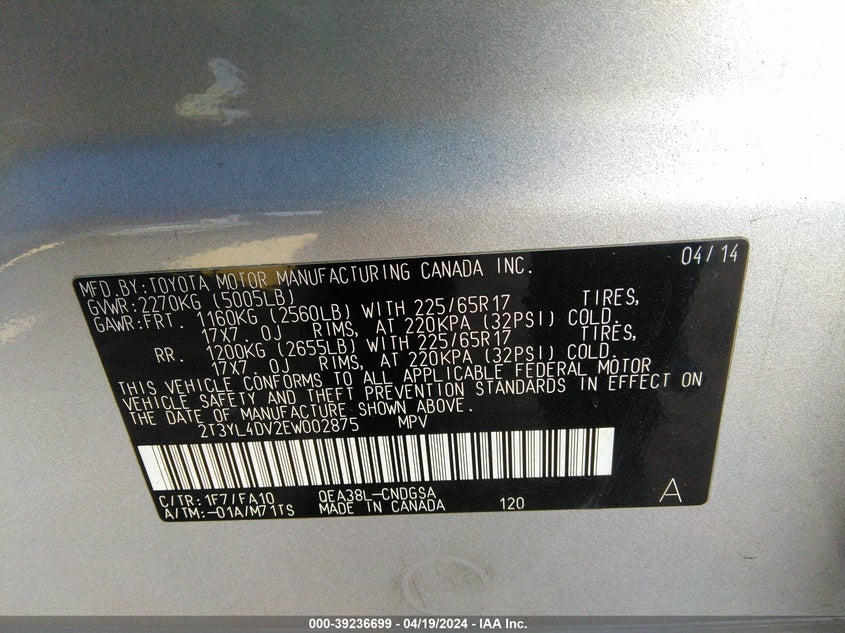 MFD.BY:TOYOTA MOTOR MANUFACTURING CANADA INC. 04/14
GVWR:2270KG (5005LB)
GAWR:FRT. 1160KG (2560LB) WITH 225/65R17 TIRES,
17X7.0J RIMS, AT 220KPA (32PSI) COLD.
RR. 1200KG (2655LB) WITH 225/65R17 TIRES,
17X7.0J RIMS, AT 220KPA (32PSI) COLD.
THIS VEHICLE CONFORMS TO ALL APPLICABLE FEDERAL MOTOR
VEHICLE SAFETY AND THEFT PREVENTION STANDARDS IN EFFECT ON
THE DATE OF MANUFACTURE SHOWN ABOVE.
2T3YL4DV2EW002875 MPV
C/TR:1F7/FA10 QEA38L-CNDGSA
A/TM:-01A/M71TS MADE IN CANADA 120 A
000-39236699 - 04/19/2024 - IAA Inc.